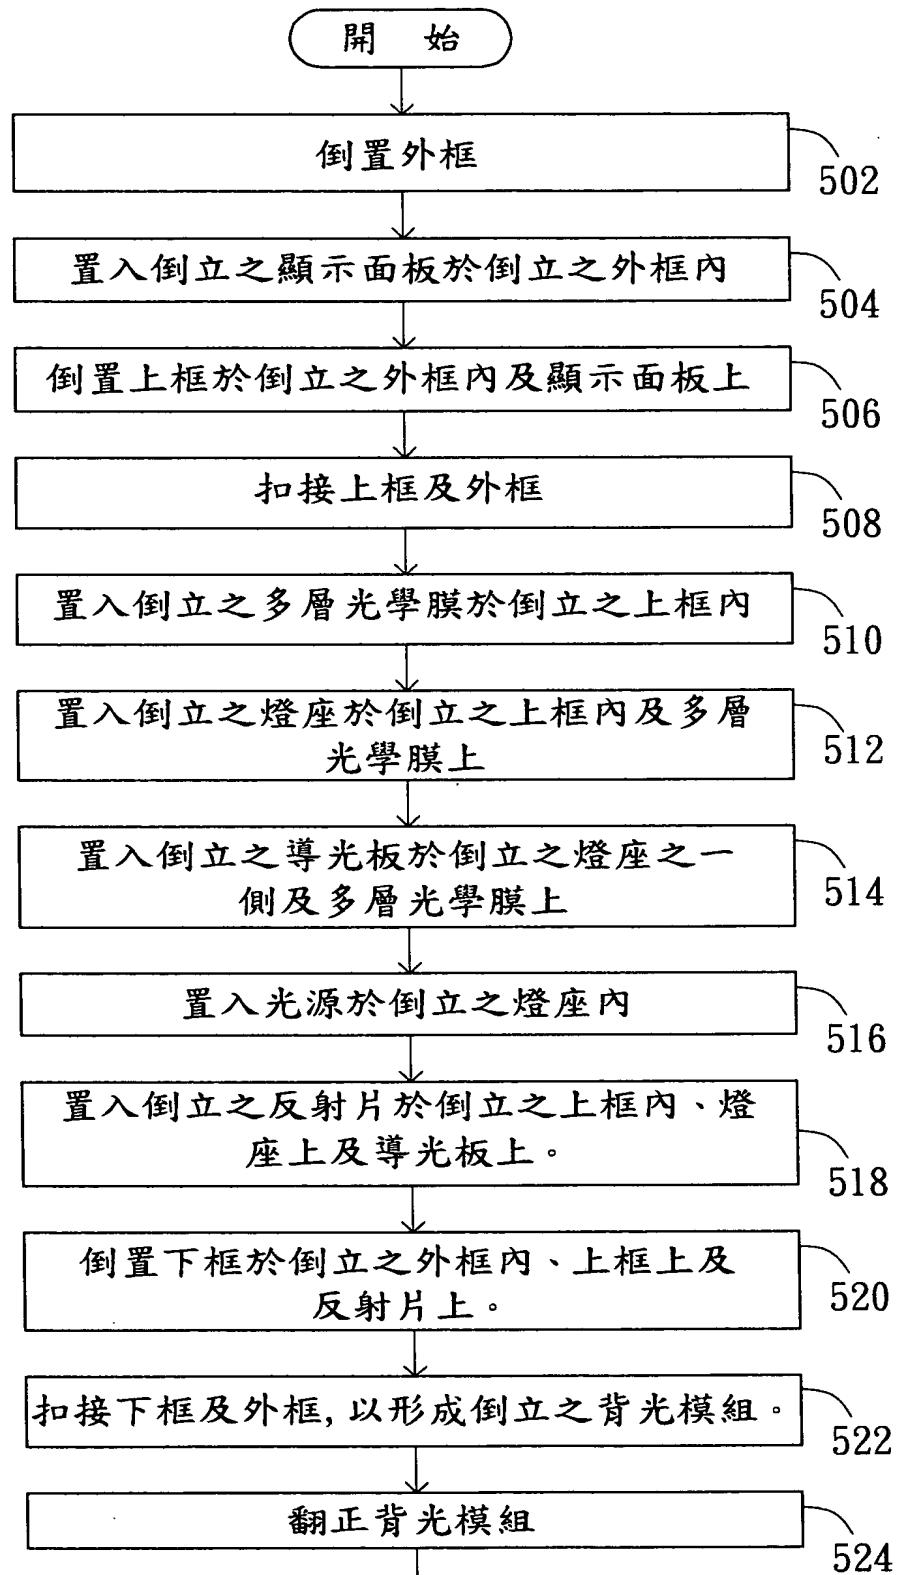 開 始
倒置外框
502
置入倒立之顯示面板於倒立之外框內
504
倒置上框於倒立之外框內及顯示面板上
506
扣接上框及外框
508
置入倒立之多層光學膜於倒立之上框內
510
置入倒立之燈座於倒立之上框內及多層
光學膜上
512
置入倒立之導光板於倒立之燈座之一
側及多層光學膜上
514
置入光源於倒立之燈座內
516
置入倒立之反射片於倒立之上框內、燈
座上及導光板上。
518
倒置下框於倒立之外框內、上框上及
反射片上。
520
扣接下框及外框,以形成倒立之背光模組。
522
翻正背光模組
524